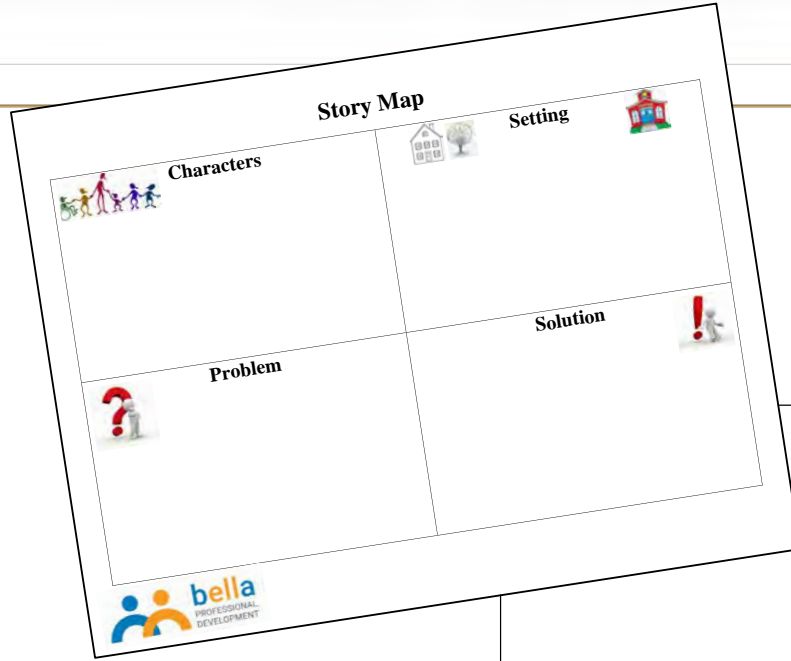 Story Map
Characters
Setting
Problem
Solution
bella
PROFESSIONAL
DEVELOPMENT